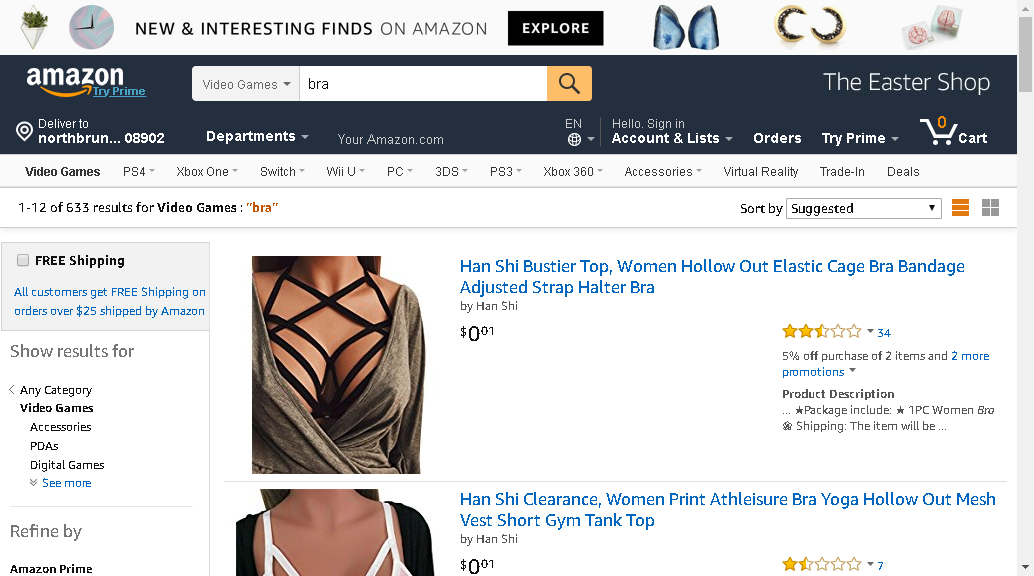 NEW & INTERESTING FINDS ON AMAZON EXPLORE
amazon
Try Prime
Video Games
bra
The Easter Shop
Deliver to
northbrun... 08902
Departments
Your Amazon.com
EN
Hello. Sign in
Account & Lists
Orders
Try Prime
0
Cart
Video Games PS4 Xbox One Switch Wii U PC 3DS PS3 Xbox 360 Accessories Virtual Reality Trade-In Deals
1-12 of 633 results for Video Games : "bra"
Sort by Suggested
FREE Shipping
All customers get FREE Shipping on
orders over $25 shipped by Amazon
Show results for
Any Category
Video Games
Accessories
PDAs
Digital Games
See more
Refine by
Amazon Prime
Han Shi Bustier Top, Women Hollow Out Elastic Cage Bra Bandage
Adjusted Strap Halter Bra
by Han Shi
$0.01
34
5% off purchase of 2 items and 2 more
promotions
Product Description
... ★Package include: ★ 1PC Women Bra
❀ Shipping: The item will be ...
Han Shi Clearance, Women Print Athleisure Bra Yoga Hollow Out Mesh
Vest Short Gym Tank Top
by Han Shi
$0.01
7